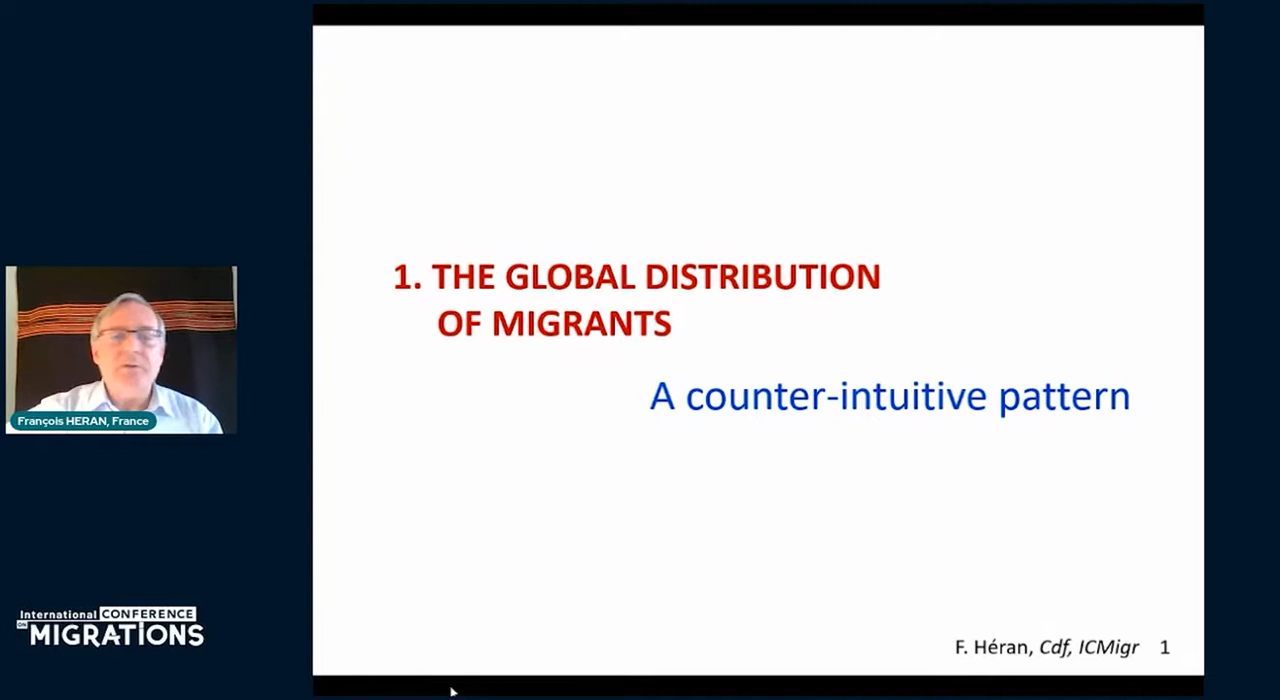 1. THE GLOBAL DISTRIBUTION
OF MIGRANTS
A counter-intuitive pattern
François HERAN, France
International CONFERENCE
ON MIGRATIONS
F. Héran, Cdf, ICMigr 1